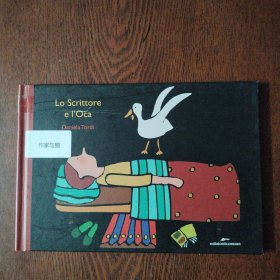 Lo Scrittore
e l'Oca
Daniela Tordi
作家与鹅